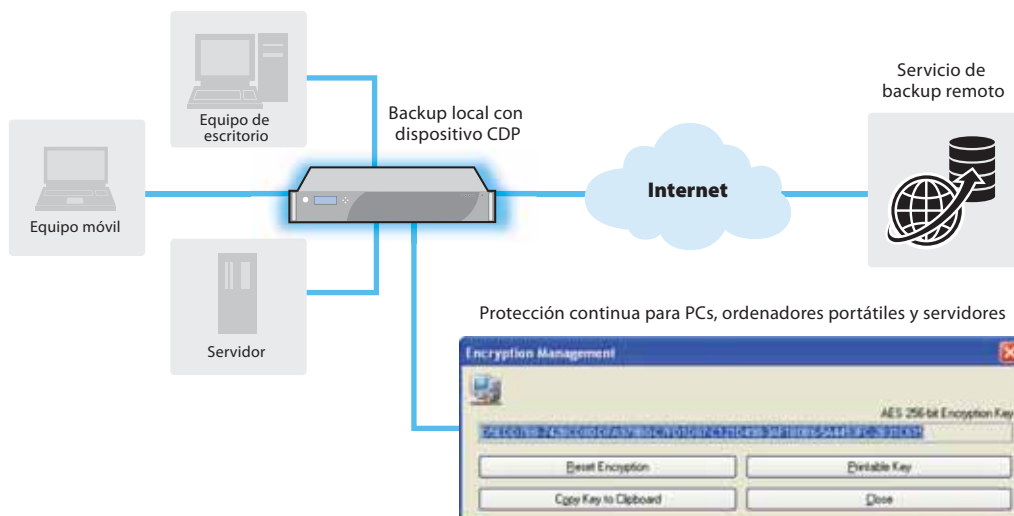 Equipo de
escritorio
Backup local con
dispositivo CDP
Servicio de
backup remoto
Internet
Equipo móvil
Servidor
Protección continua para PCs, ordenadores portátiles y servidores
Encryption Management
AES 256-bit Encryption Key
Reset Encryption
Printable Key
Copy Key to Clipboard
Close